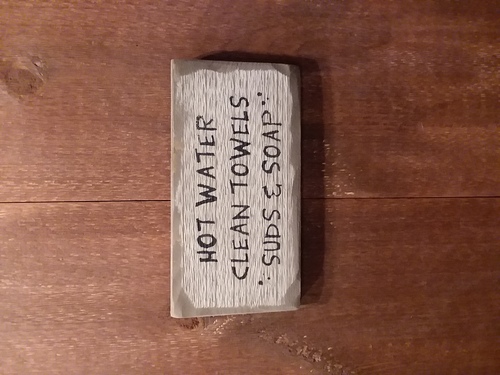 HOT WATER
CLEAN TOWELS
SUDS & SOAP